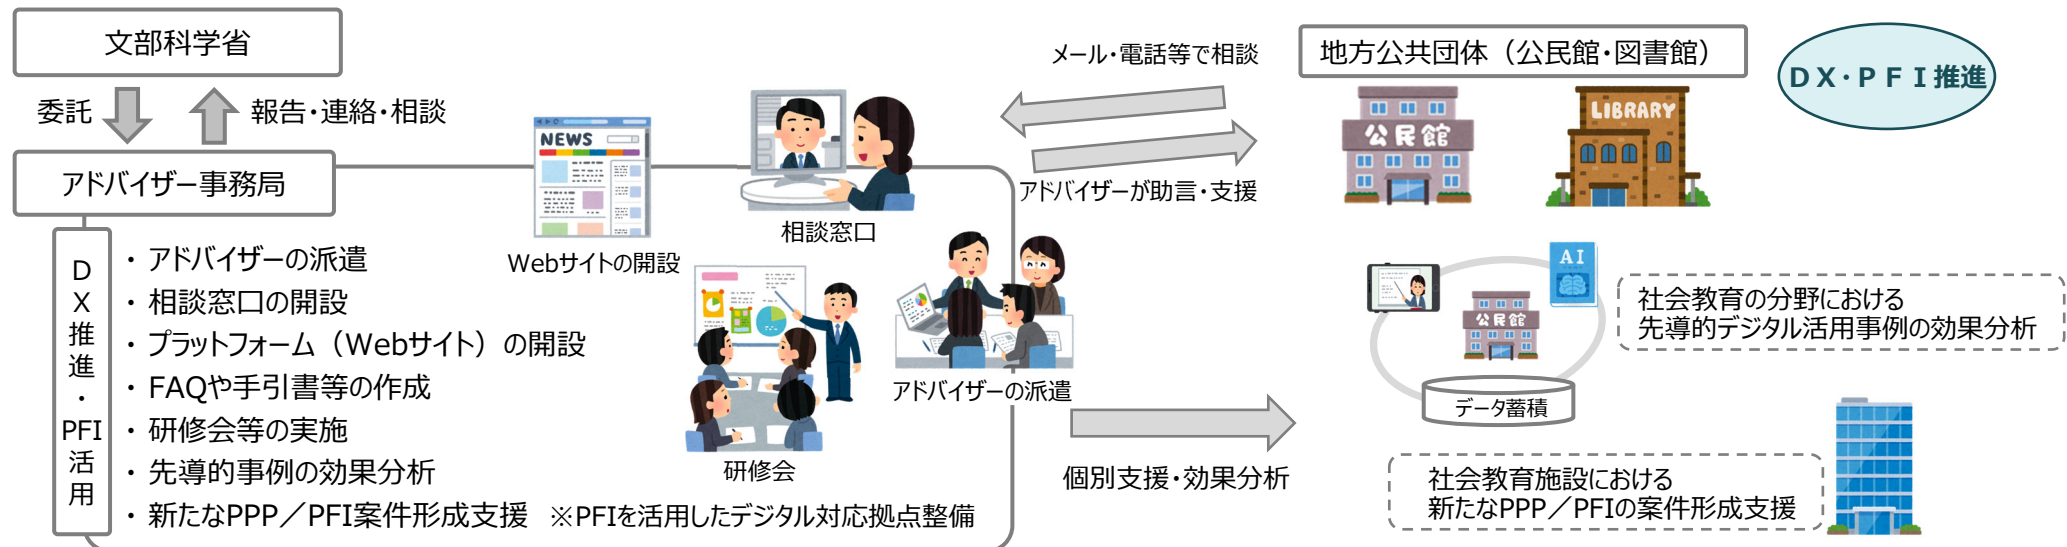 文部科学省
委託
報告・連絡・相談
アドバイザー事務局
DX推進・PFI活用
・ アドバイザーの派遣
・ 相談窓口の開設
・ プラットフォーム（Webサイト）の開設
・ FAQや手引書等の作成
・ 研修会等の実施
・ 先導的事例の効果分析
・ 新たなPPP／PFI案件形成支援　※PFIを活用したデジタル対応拠点整備
NEWS
Webサイトの開設
相談窓口
研修会
アドバイザーの派遣
メール・電話等で相談
アドバイザーが助言・支援
個別支援・効果分析
地方公共団体（公民館・図書館）
ＤＸ・ＰＦＩ推進
公民館
LIBRARY
AI
公民館
データ蓄積
社会教育の分野における
先導的デジタル活用事例の効果分析
社会教育施設における
新たなPPP／PFIの案件形成支援